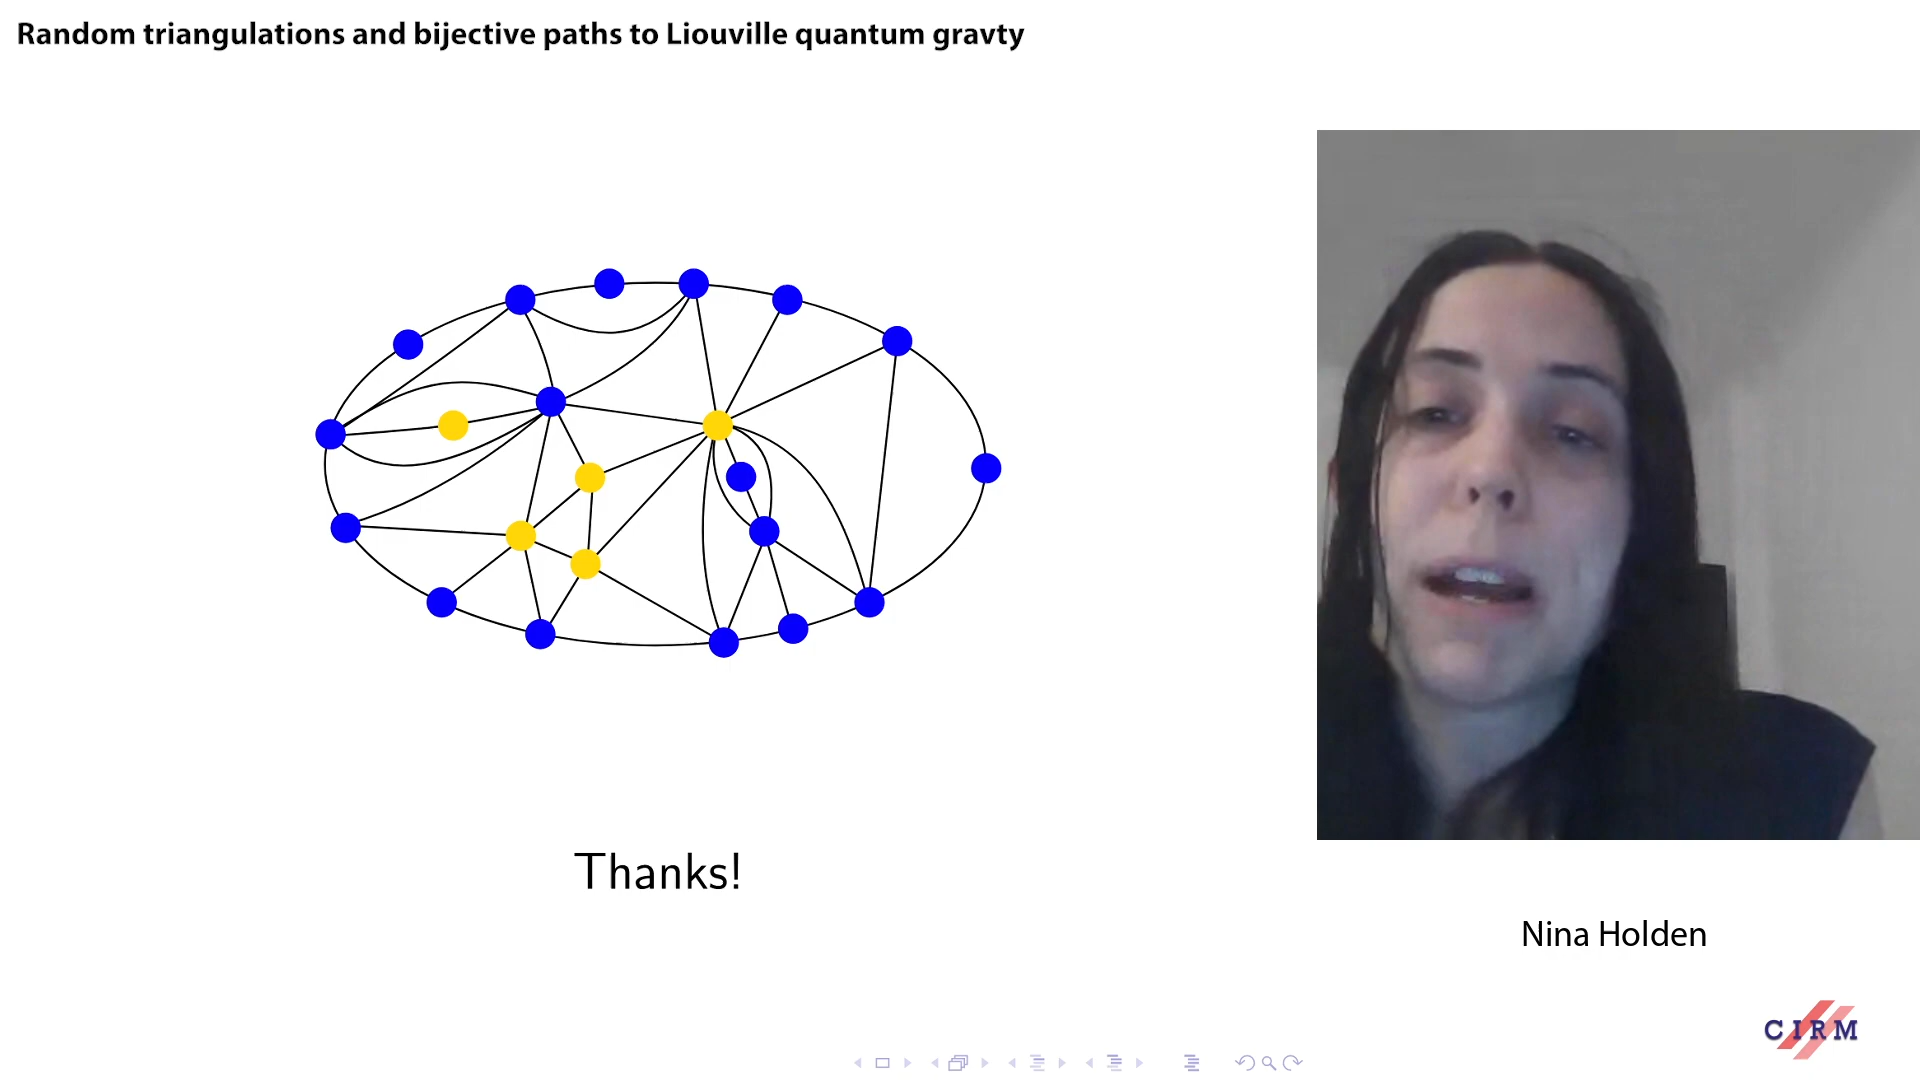 Random triangulations and bijective paths to Liouville quantum gravty
Thanks!
Nina Holden
CIRM